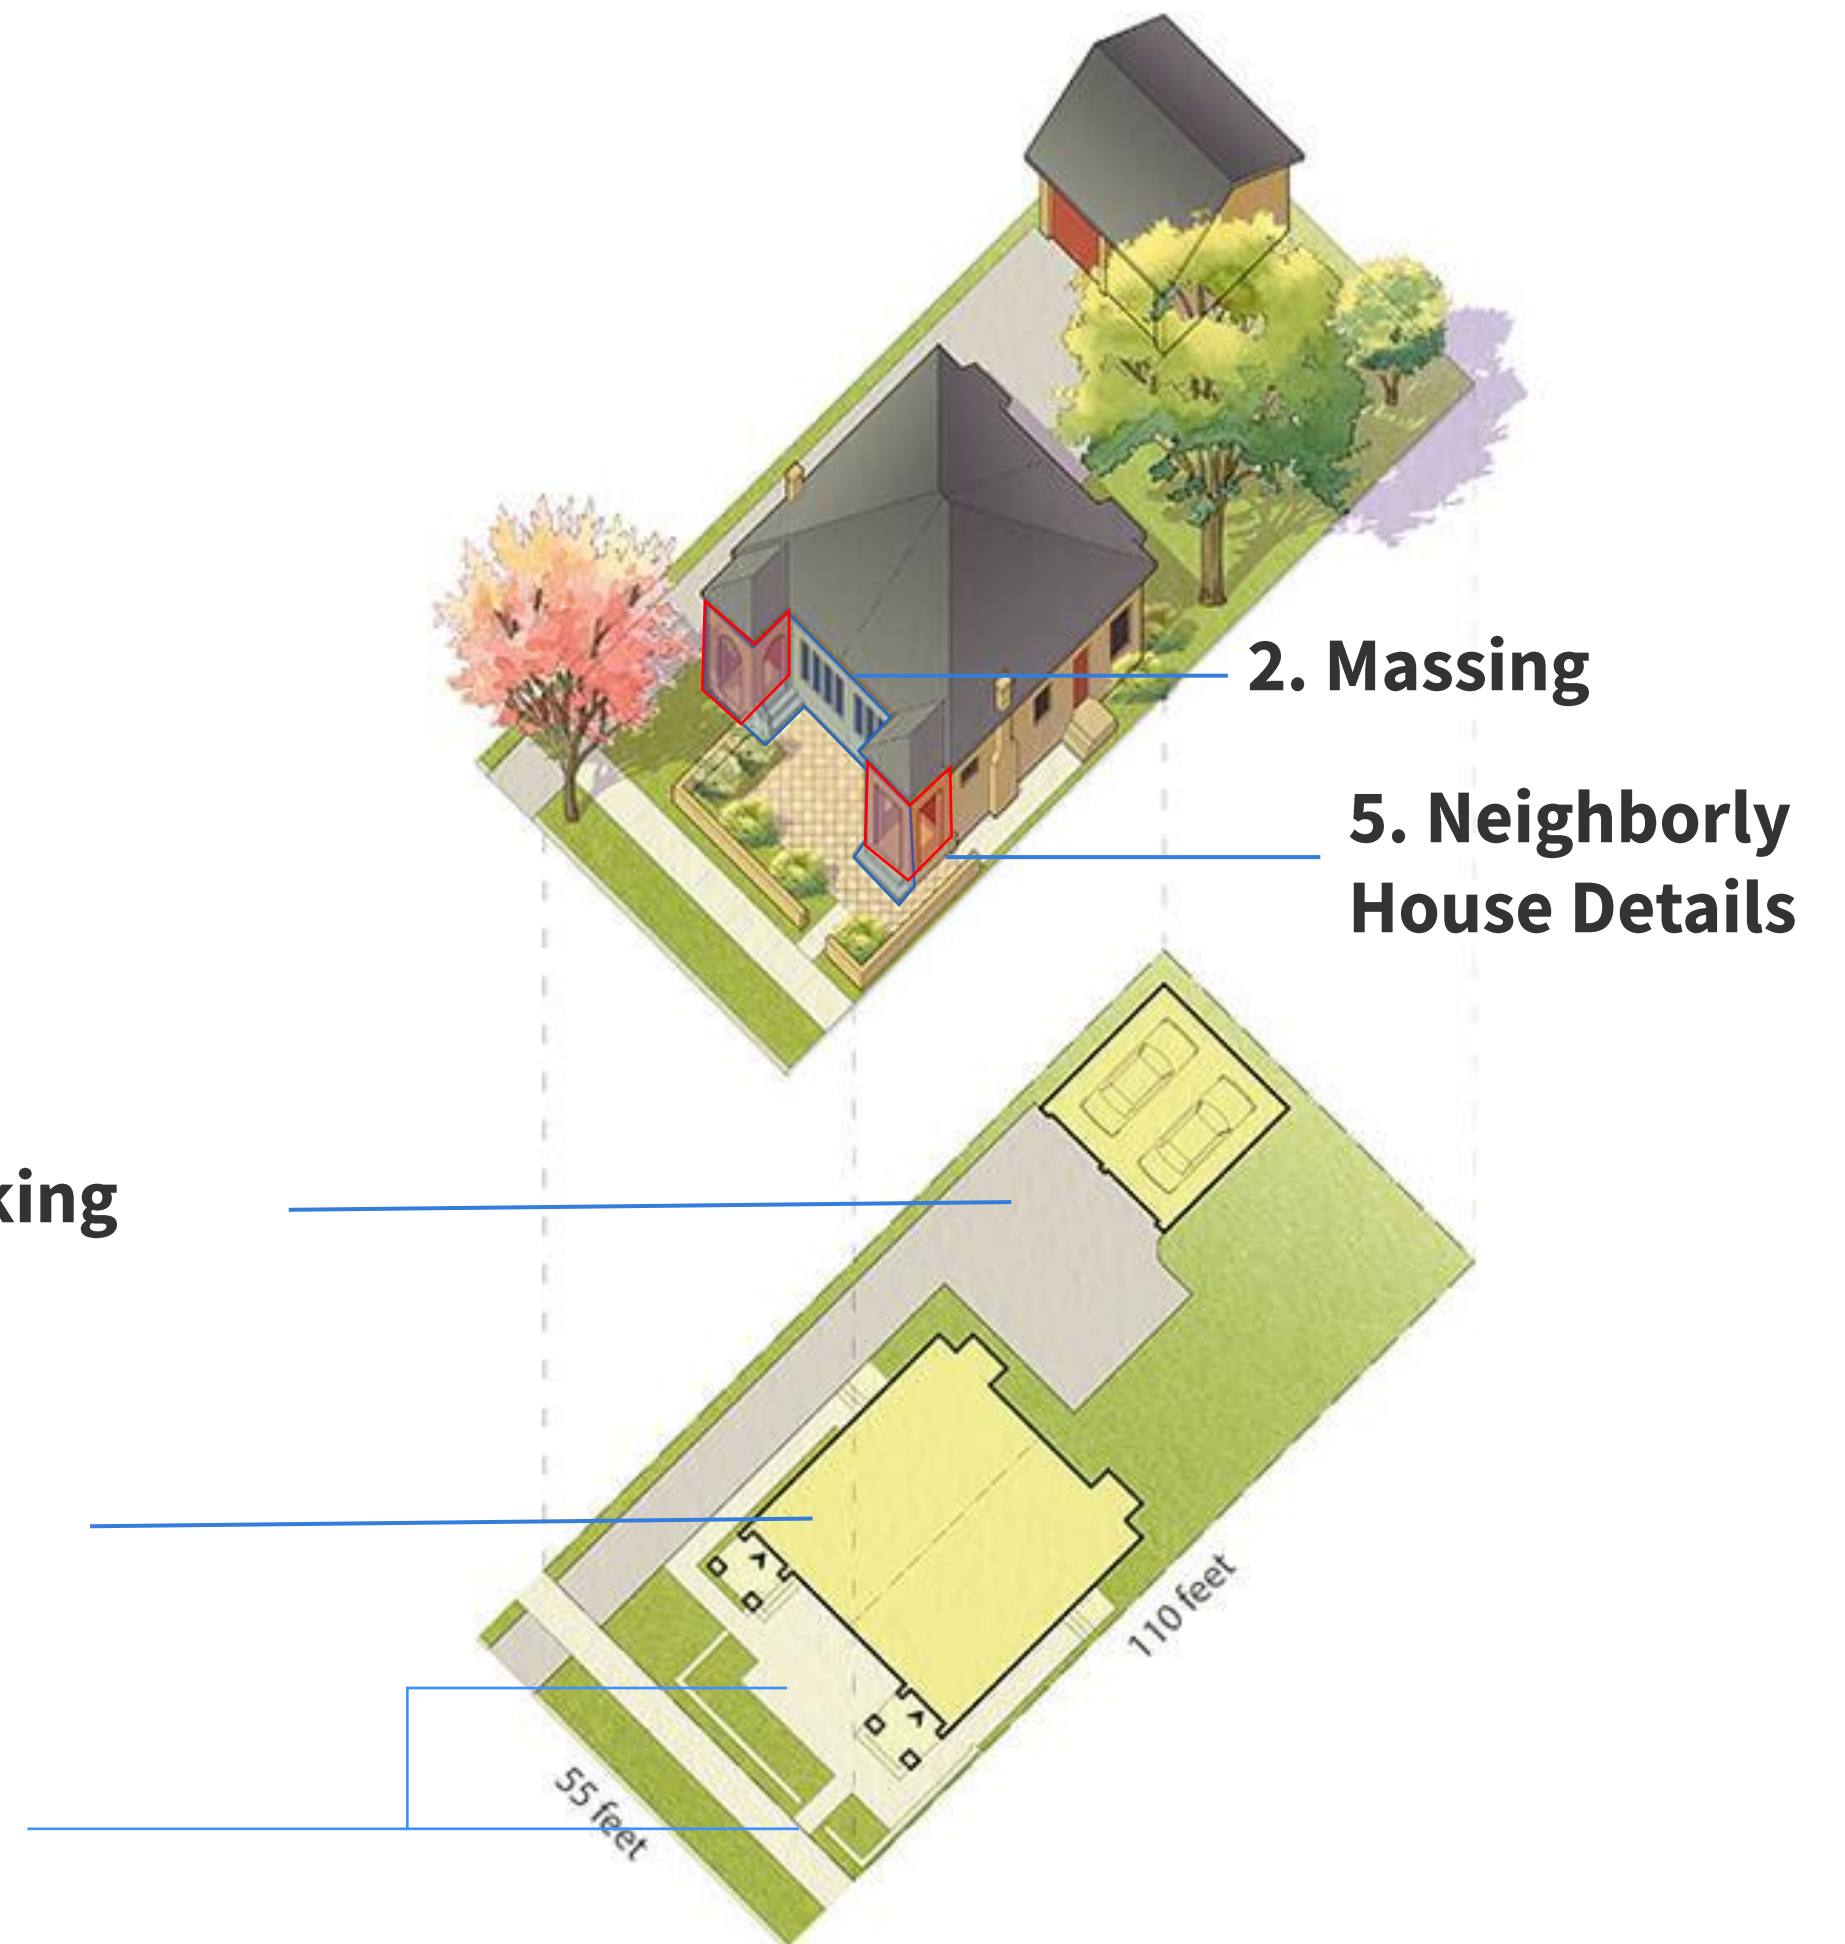 2. Massing
5. Neighborly
House Details
king
110 feet
55 feet